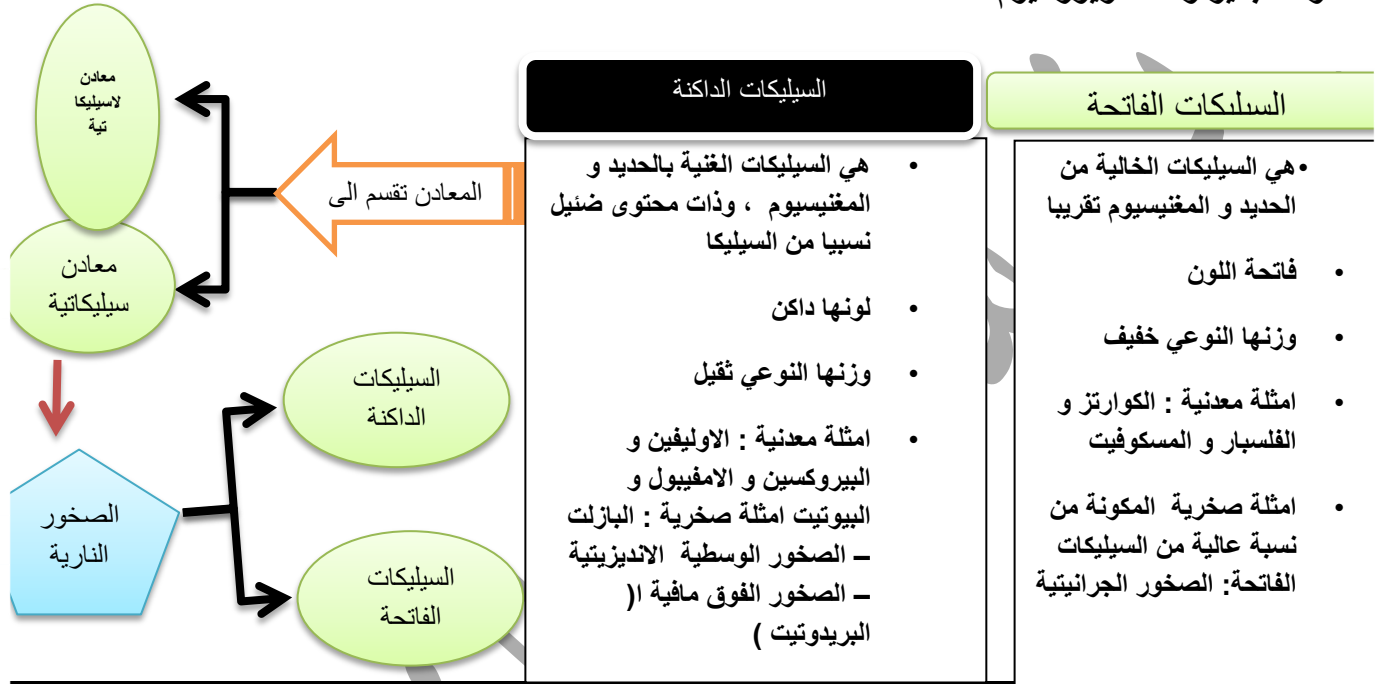 السيلىكات الفاتحة
•هي السيليكات الخالية من
الحديد و المغنيسيوم تقريبا
• فاتحة اللون
• وزنها النوعي خفيف
• امثلة معدنية : الكوارتز و
الفلسبار و المسكوفيت
• امثلة صخرية المكونة من
نسبة عالية من السيليكات
الفاتحة: الصخور الجرانيتية
السيليكات الداكنة
• هي السيليكات الغنية بالحديد و
المغنيسيوم ، وذات محتوى ضئيل
نسبيا من السيليكا
• لونها داكن
• وزنها النوعي ثقيل
• امثلة معدنية : الاوليفين و
البيروكسين و الامفيبول و
البيوتيت امثلة صخرية : البازلت
– الصخور الوسطية الانديزيتية
– الصخور الفوق مافية ا(
البريدوتيت )
المعادن تقسم الى
معادن
لاسيليكا
تية
معادن
سيليكاتية
الصخور
النارية
السيليكات
الداكنة
السيليكات
الفاتحة